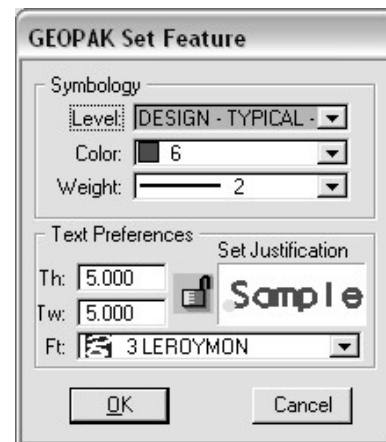 GEOPAK Set Feature
Symbology
Level: DESIGN - TYPICAL -
Color: 6
Weight: 2
Text Preferences
Set Justification
Th: 5.000
Sample
Tw: 5.000
Ft: 3 LEROYMON
OK Cancel